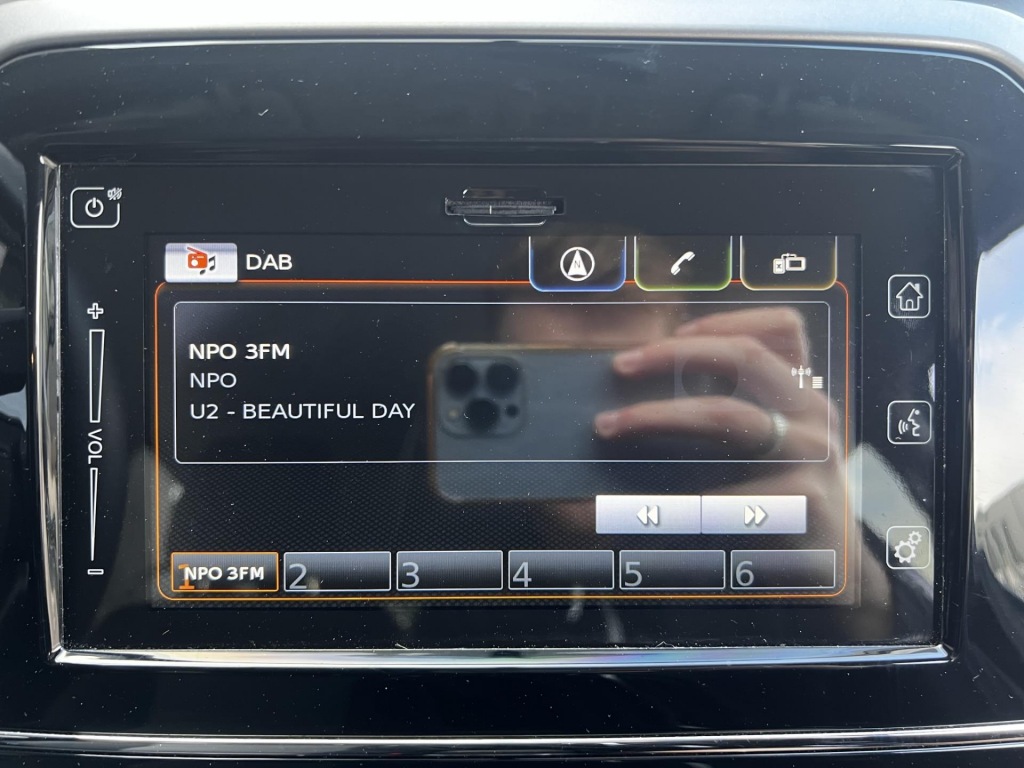 DAB
N
NPO 3FM
NPO
U2 - BEAUTIFUL DAY
VOL
1 NPO 3FM 2 3 4 5 6